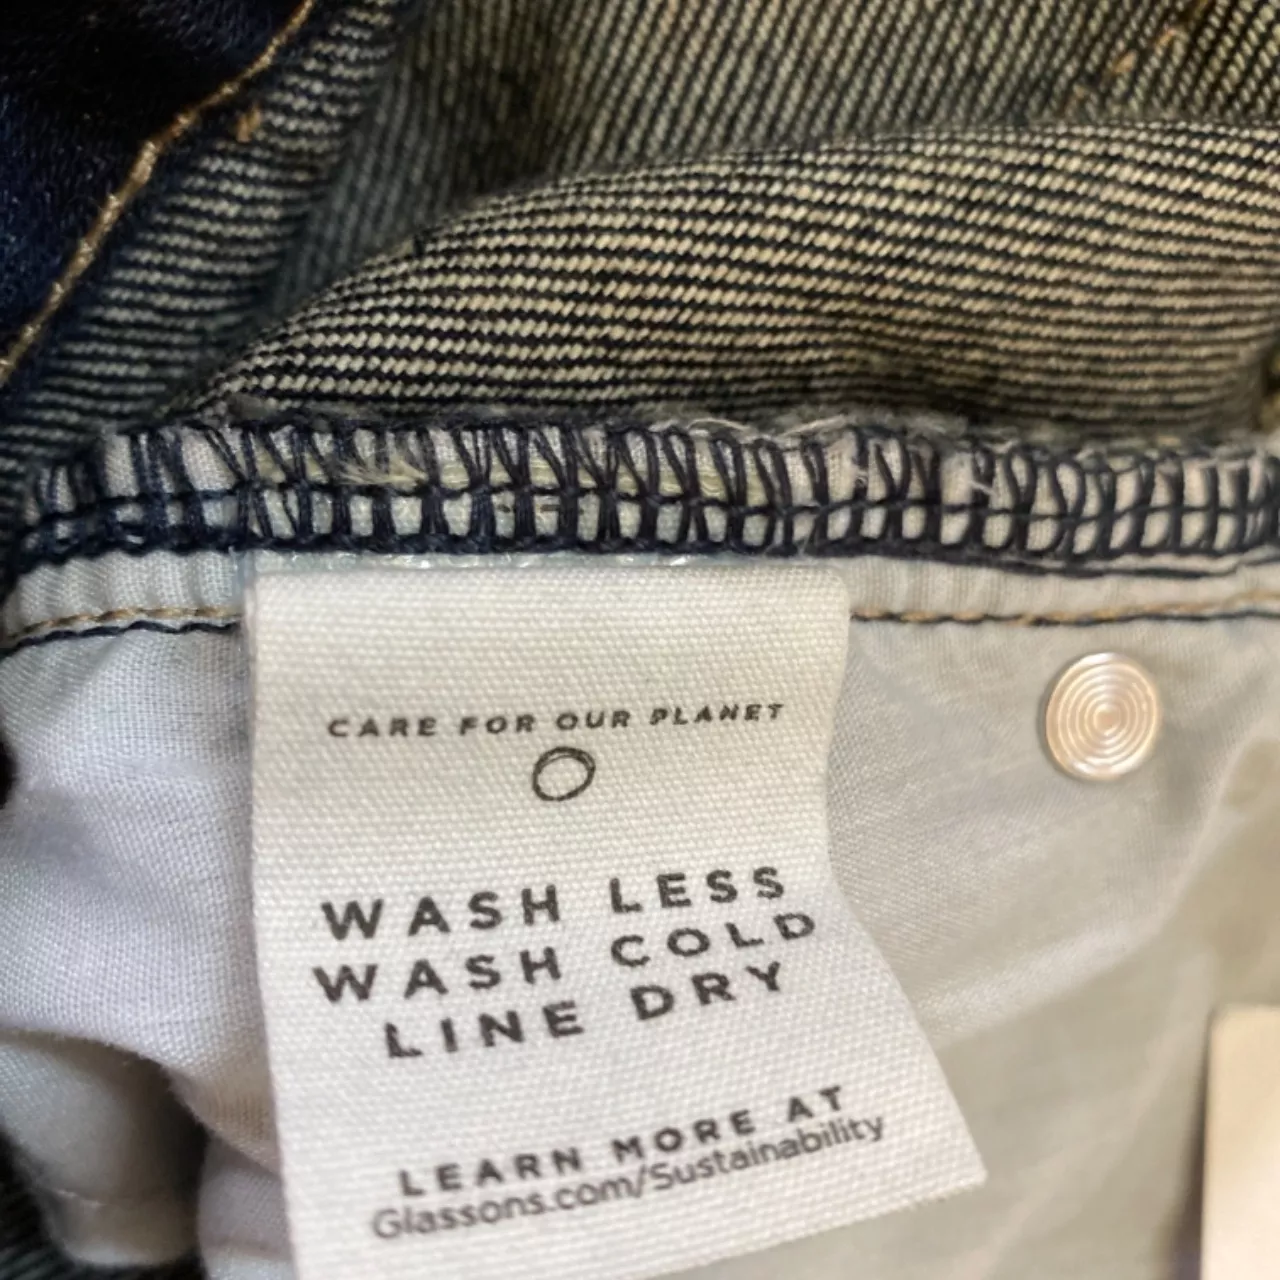 CARE FOR OUR PLANET
WASH LESS
WASH COLD
LINE DRY
LEARN MORE AT
Glassons.com/Sustainability